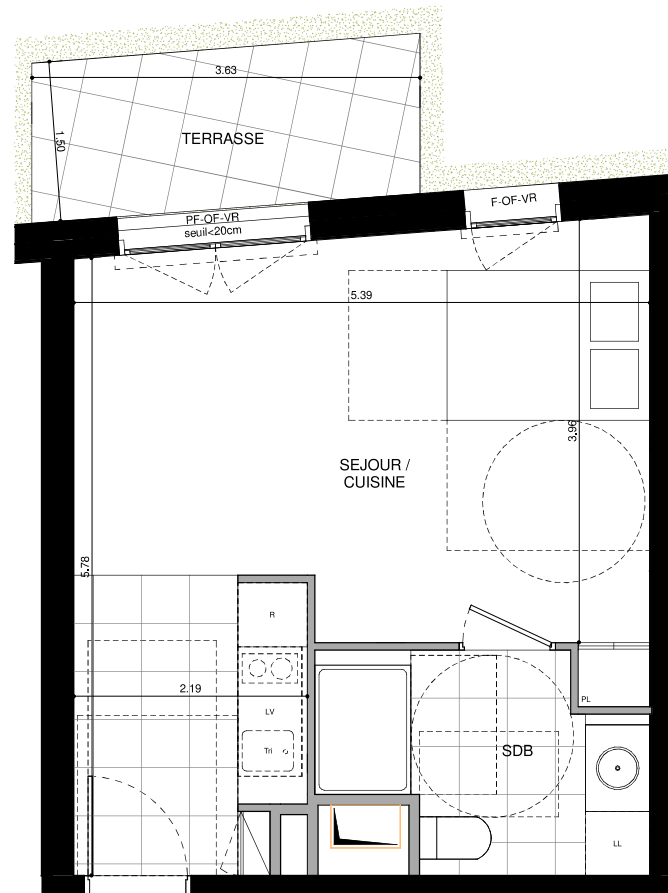 3.63
1.50
TERRASSE
PF-OF-VR
seuil<20cm
F-OF-VR
5.39
3.96
SEJOUR /
CUISINE
5.78
R
2.19
LV
Tri
PL
SDB
LL